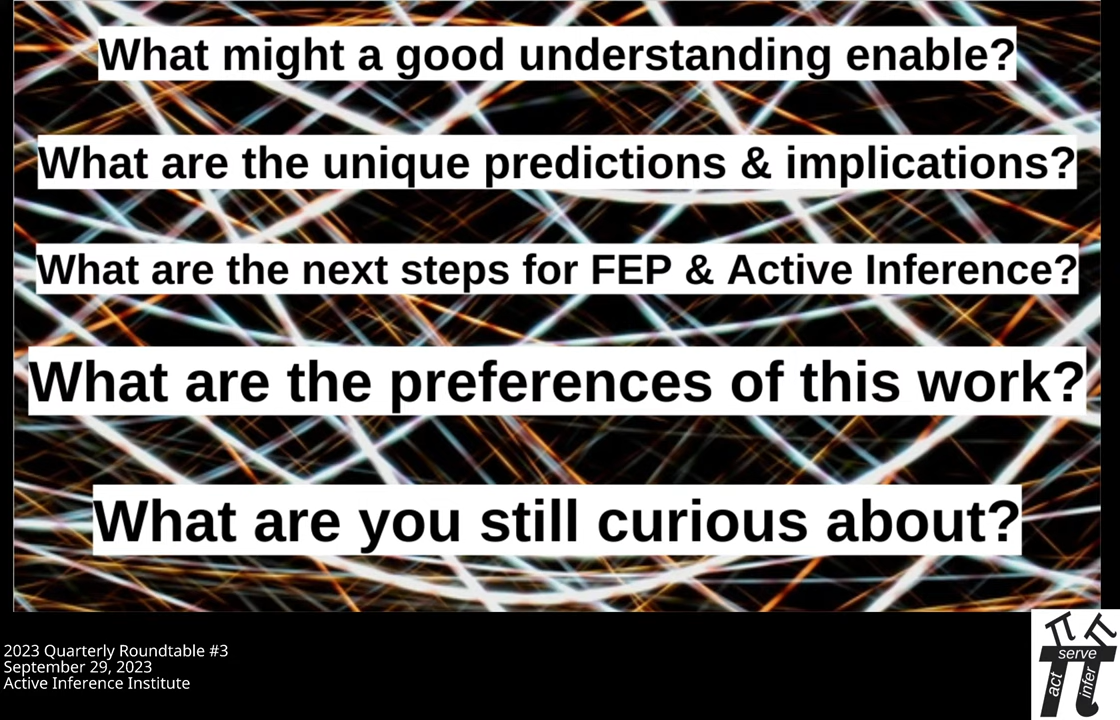 What might a good understanding enable?
What are the unique predictions & implications?
What are the next steps for FEP & Active Inference?
What are the preferences of this work?
What are you still curious about?
2023 Quarterly Roundtable #3
September 29, 2023
Active Inference Institute
serve
act
infer